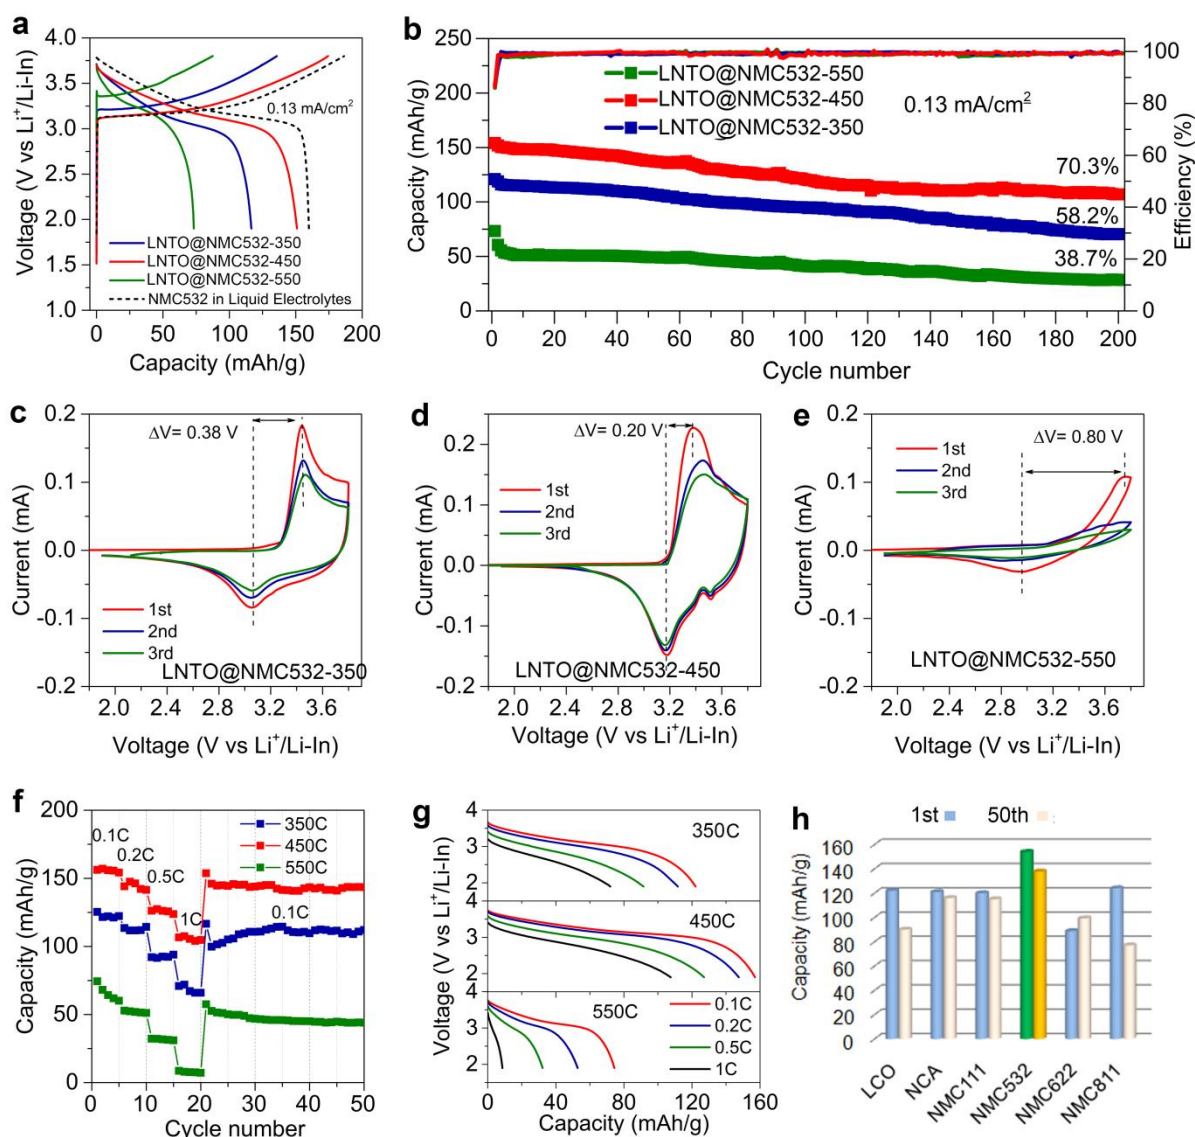 a
4.0
3.5
3.0
2.5
2.0
1.5
1.0
Voltage (V vs Li⁺/Li-In)
0.13 mA/cm²
LNTO@NMC532-350
LNTO@NMC532-450
LNTO@NMC532-550
NMC532 in Liquid Electrolytes
0 50 100 150 200
Capacity (mAh/g)
b
250
200
150
100
50
0
Capacity (mAh/g)
LNTO@NMC532-550
LNTO@NMC532-450
LNTO@NMC532-350
0.13 mA/cm²
70.3%
58.2%
38.7%
100
80
60
40
20
0
Efficiency (%)
0 20 40 60 80 100 120 140 160 180 200
Cycle number
c
0.2
0.1
0.0
-0.1
-0.2
Current (mA)
ΔV= 0.38 V
1st
2nd
3rd
1st
2nd
3rd
LNTO@NMC532-350
2.0 2.4 2.8 3.2 3.6
Voltage (V vs Li⁺/Li-In)
d
0.2
0.1
0.0
-0.1
-0.2
Current (mA)
ΔV= 0.20 V
1st
2nd
3rd
LNTO@NMC532-450
2.0 2.4 2.8 3.2 3.6
Voltage (V vs Li⁺/Li-In)
e
0.2
0.1
0.0
-0.1
-0.2
Current (mA)
ΔV= 0.80 V
1st
2nd
3rd
LNTO@NMC532-550
2.0 2.4 2.8 3.2 3.6
Voltage (V vs Li⁺/Li-In)
f
200
150
100
50
0
Capacity (mAh/g)
0.1C
0.2C
0.5C
1C
0.1C
350C
450C
550C
0 10 20 30 40 50
Cycle number
g
4
3
2
4
3
2
3
2
Voltage (V vs Li⁺/Li-In)
350C
450C
550C
0.1C
0.2C
0.5C
1C
0 40 80 120 160
Capacity (mAh/g)
h
1st
50th
160
140
120
100
80
60
40
20
0
Capacity (mAh/g)
LCO
NCA
NMC111
NMC532
NMC622
NMC811